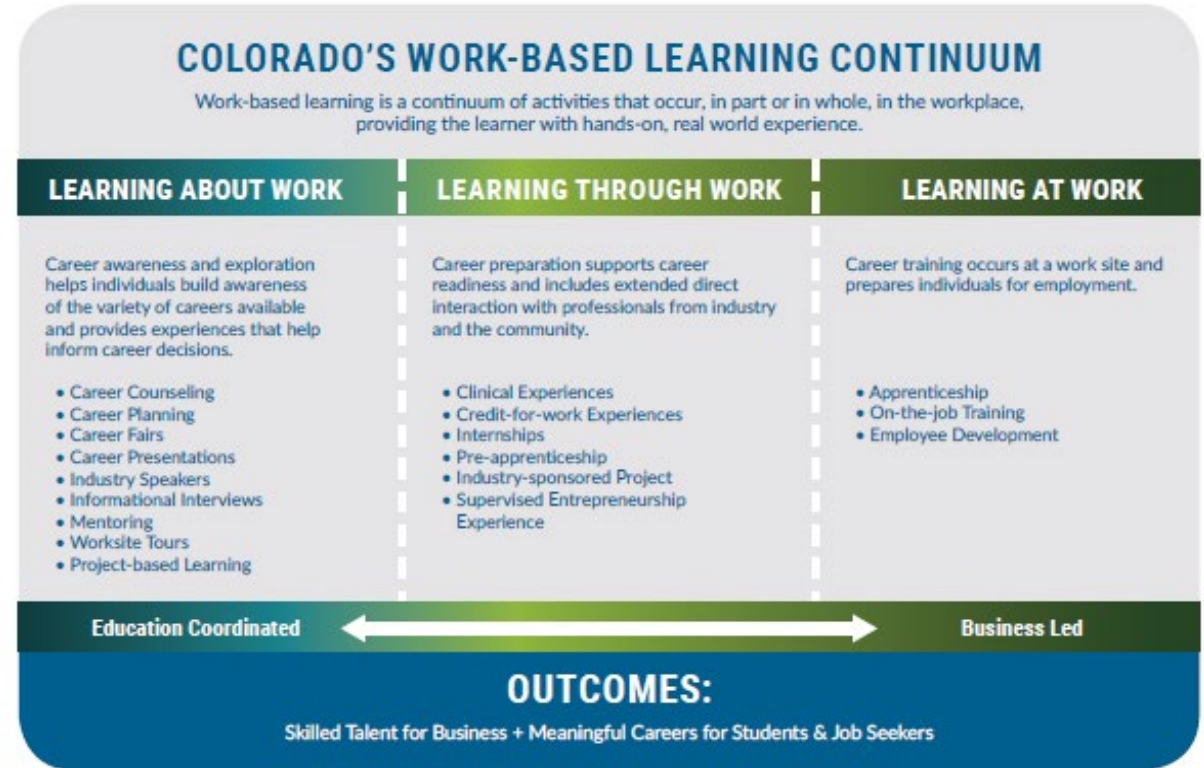 COLORADO'S WORK-BASED LEARNING CONTINUUM
Work-based learning is a continuum of activities that occur, in part or in whole, in the workplace,
providing the learner with hands-on, real world experience.
LEARNING ABOUT WORK
Career awareness and exploration
helps individuals build awareness
of the variety of careers available
and provides experiences that help
inform career decisions.
• Career Counseling
• Career Planning
• Career Fairs
• Career Presentations
• Industry Speakers
• Informational Interviews
• Mentoring
• Worksite Tours
• Project-based Learning
LEARNING THROUGH WORK
Career preparation supports career
readiness and includes extended direct
interaction with professionals from industry
and the community.
• Clinical Experiences
• Credit-for-work Experiences
• Internships
• Pre-apprenticeship
• Industry-sponsored Project
• Supervised Entrepreneurship
Experience
LEARNING AT WORK
Career training occurs at a work site and
prepares individuals for employment.
• Apprenticeship
• On-the-job Training
• Employee Development
Education Coordinated
Business Led
OUTCOMES:
Skilled Talent for Business + Meaningful Careers for Students & Job Seekers